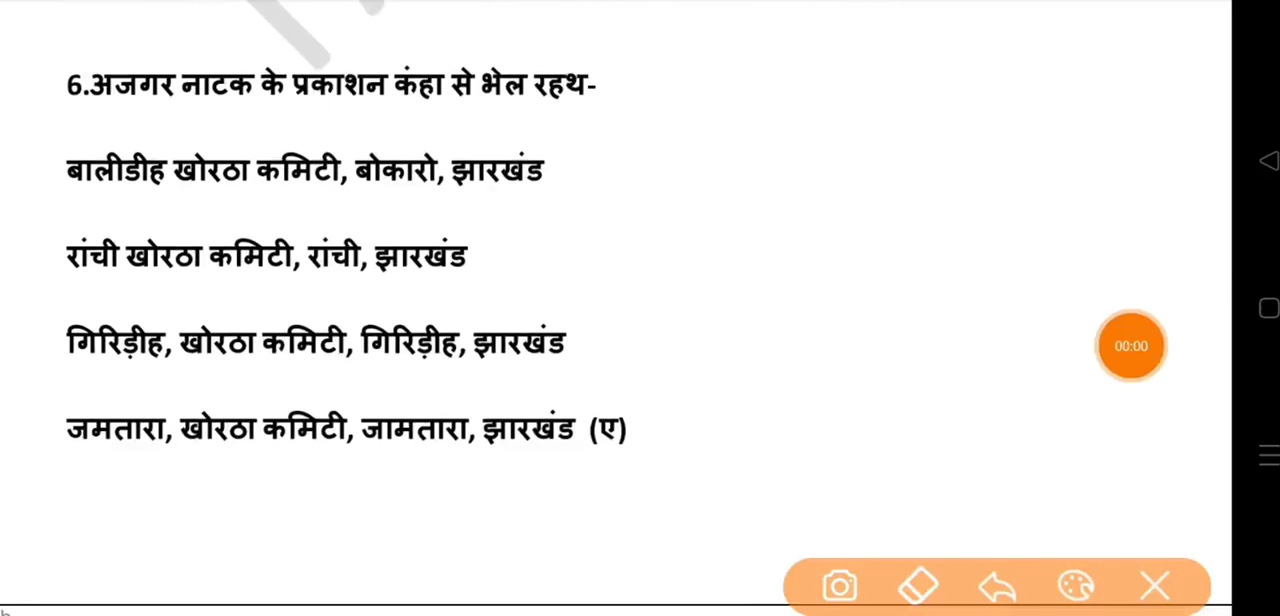 6.अजगर नाटक के प्रकाशन कंहा से भेल रहथ-
बालीडीह खोरठा कमिटी, बोकारो, झारखंड
रांची खोरठा कमिटी, रांची, झारखंड
गिरिड़ीह, खोरठा कमिटी, गिरिड़ीह, झारखंड
जमतारा, खोरठा कमिटी, जामतारा, झारखंड (ए)
00:00